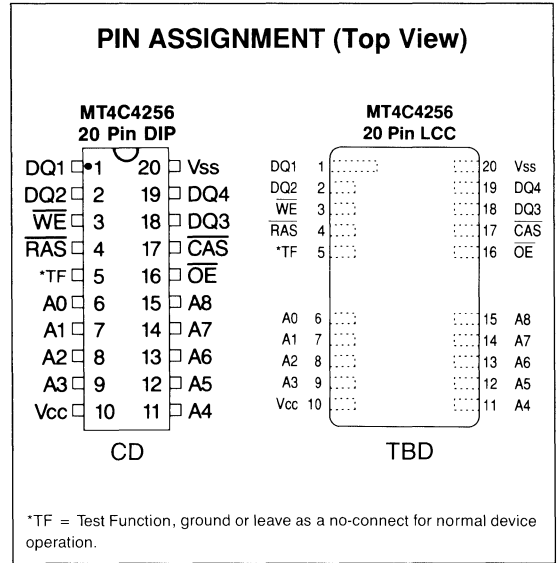 PIN ASSIGNMENT (Top View)
MT4C4256
20 Pin DIP
DQ1 1 20 Vss
DQ2 2 19 DQ4
WE 3 18 DQ3
RAS 4 17 CAS
*TF 5 16 OE
A0 6 15 A8
A1 7 14 A7
A2 8 13 A6
A3 9 12 A5
Vcc 10 11 A4
CD
MT4C4256
20 Pin LCC
DQ1 1 20 Vss
DQ2 2 19 DQ4
WE 3 18 DQ3
RAS 4 17 CAS
*TF 5 16 OE
A0 6 15 A8
A1 7 14 A7
A2 8 13 A6
A3 9 12 A5
Vcc 10 11 A4
TBD
*TF = Test Function, ground or leave as a no-connect for normal device
operation.